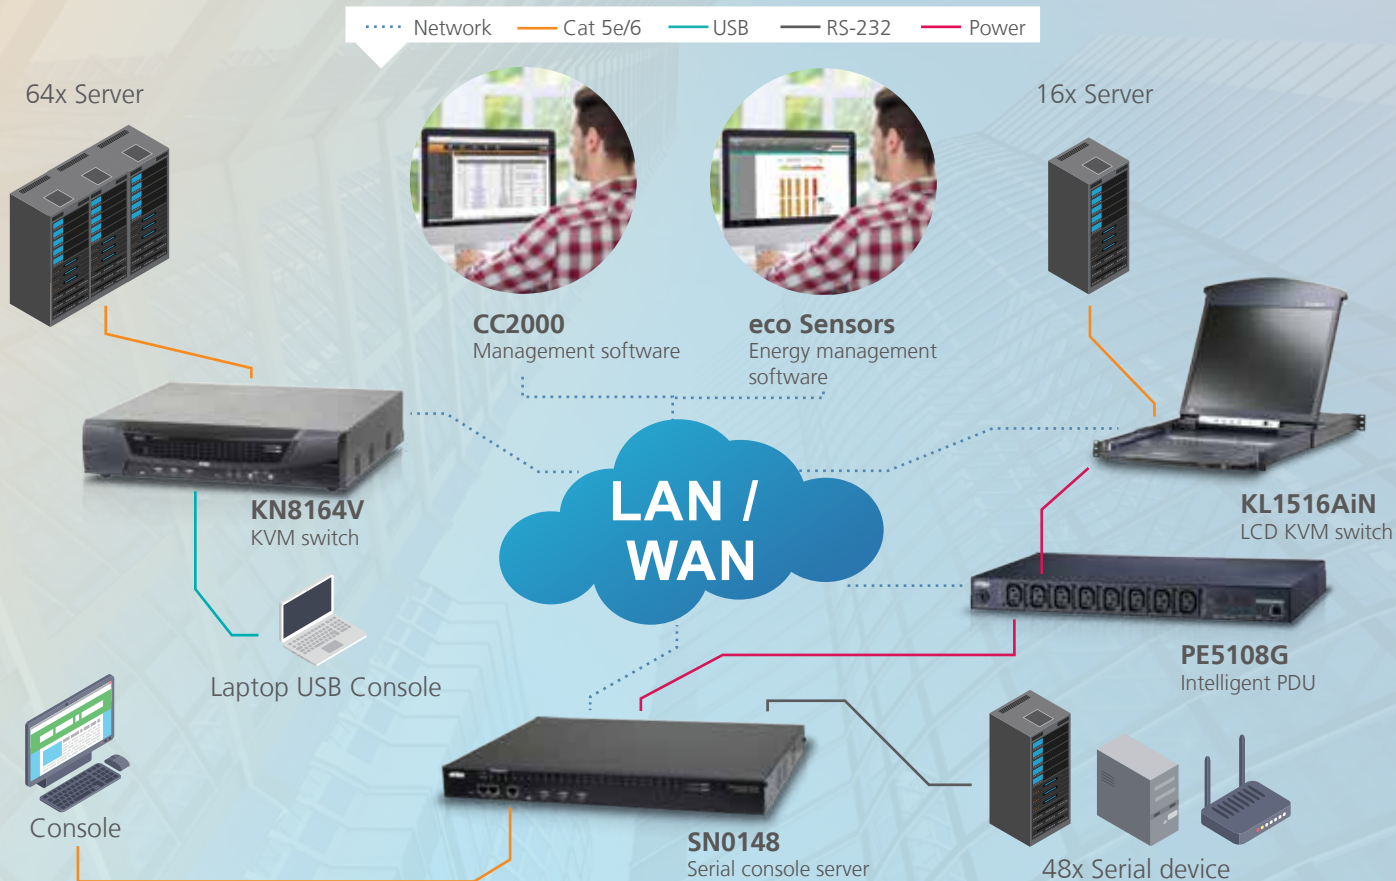 Network
Cat 5e/6
USB
RS-232
Power
64x Server
16x Server
CC2000
Management software
eco Sensors
Energy management
software
LAN /
WAN
KN8164V
KVM switch
KL1516AiN
LCD KVM switch
Laptop USB Console
PE5108G
Intelligent PDU
Console
SN0148
Serial console server
48x Serial device